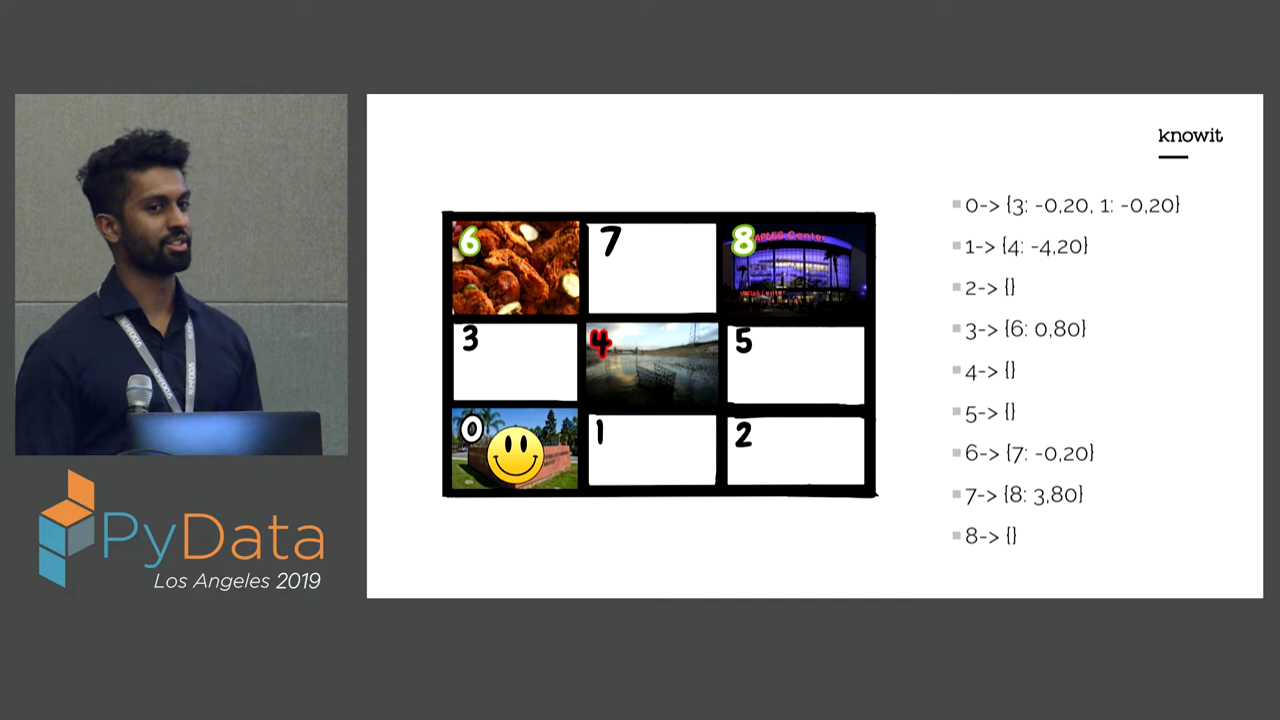 knowit
0-> {3: -0,20, 1: -0,20}
1-> {4: -4,20}
2-> {}
3-> {6: 0,80}
4-> {}
5-> {}
6-> {7: -0,20}
7-> {8: 3,80}
8-> {}
6
7
8
STAPLES Center
3
4
5
0
1
2
PyData
Los Angeles 2019